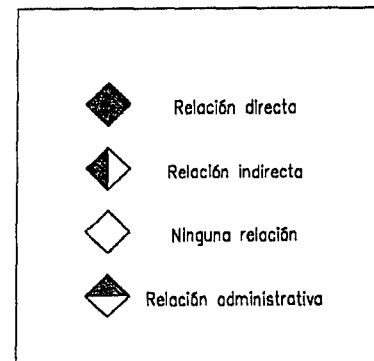 Relación directa
Relación indirecta
Ninguna relación
Relación administrativa